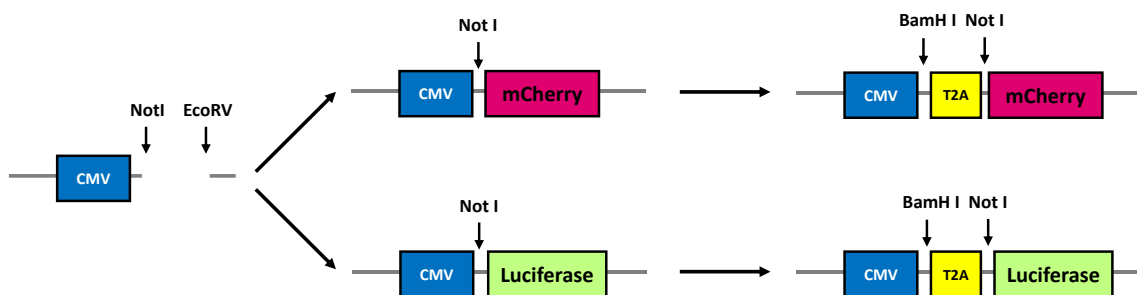 Not I
CMV
mCherry
BamH I Not I
CMV
T2A
mCherry
NotI EcoRV
CMV
Not I
CMV
Luciferase
BamH I Not I
CMV
T2A
Luciferase